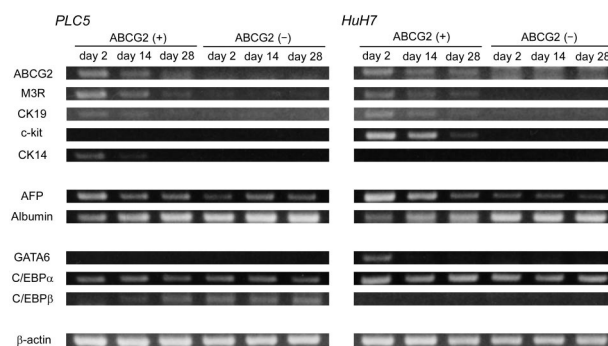 PLC5 HuH7
ABCG2 (+) ABCG2 (−) ABCG2 (+) ABCG2 (−)
day 2 day 14 day 28 day 2 day 14 day 28 day 2 day 14 day 28 day 2 day 14 day 28
ABCG2
M3R
CK19
c-kit
CK14
AFP
Albumin
GATA6
C/EBPα
C/EBPβ
β-actin